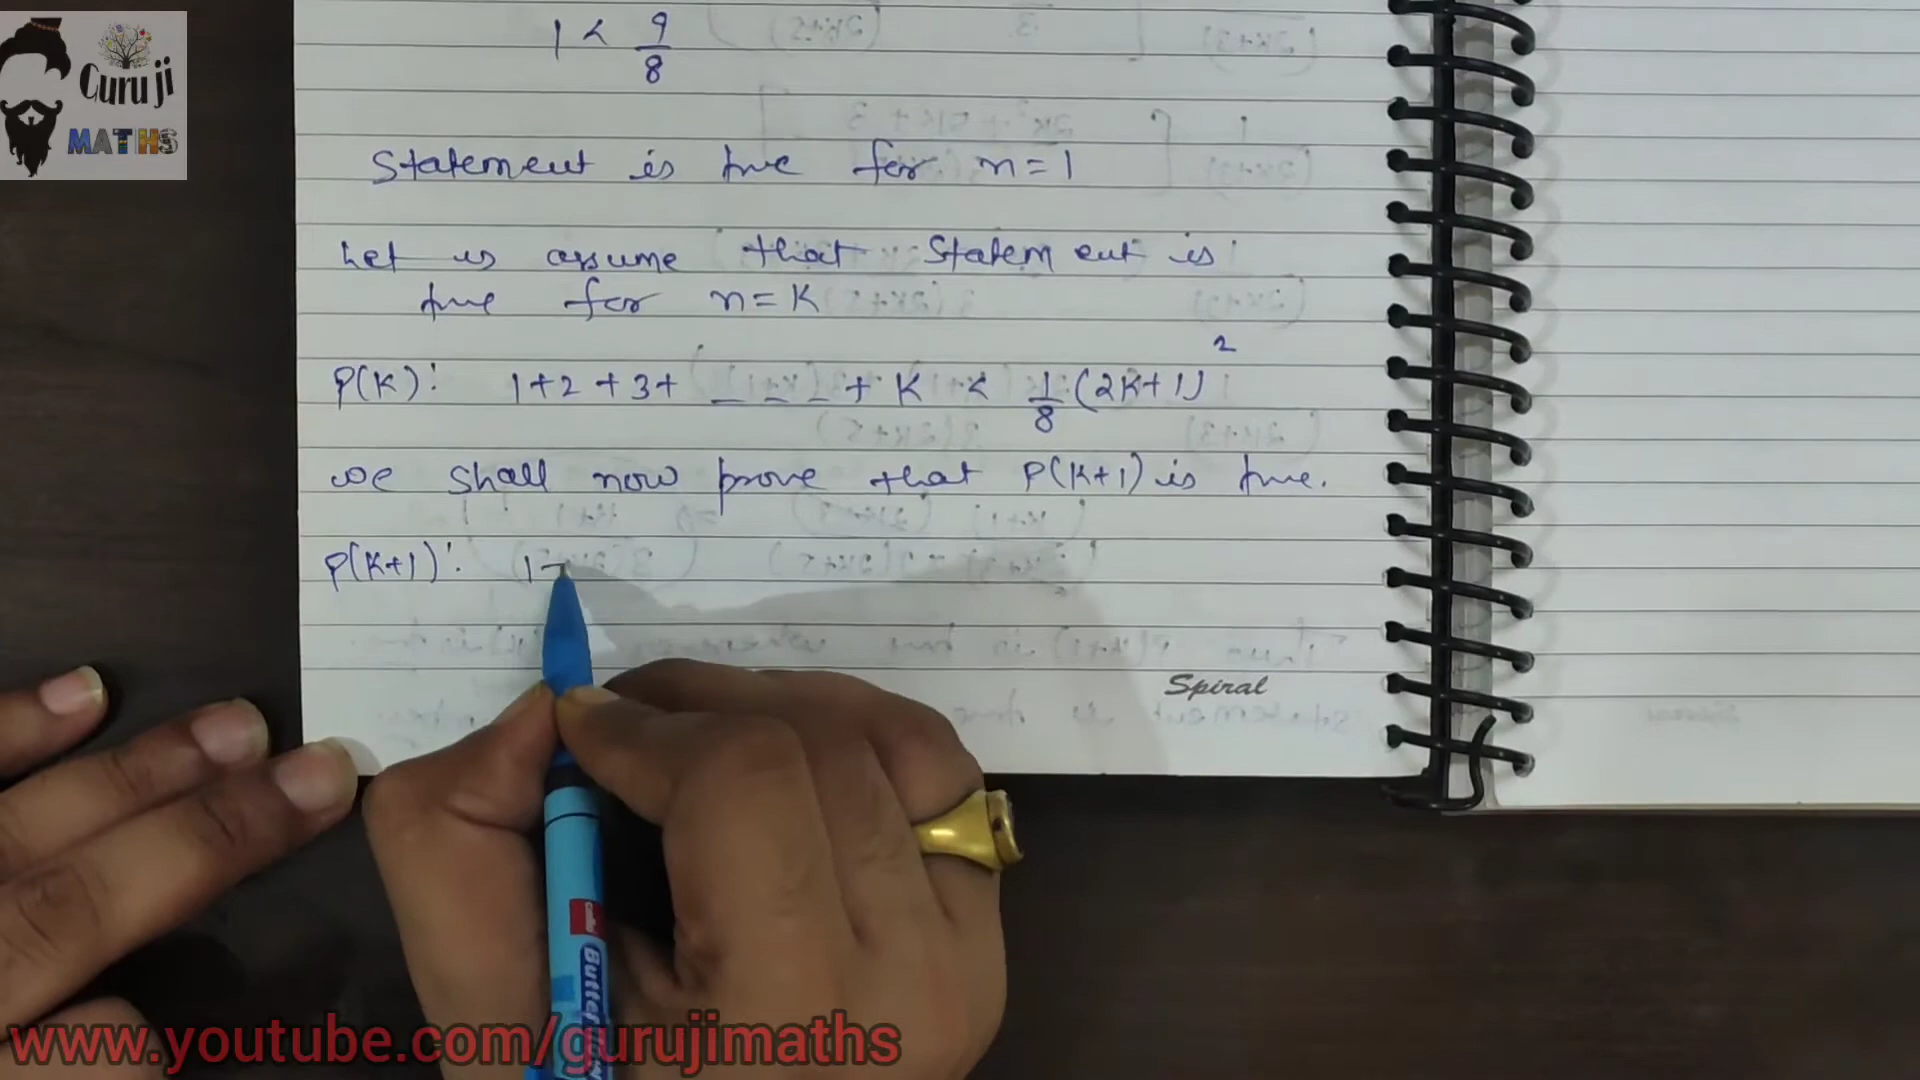 Guru ji
MATHS
1 < 9/8
Statement is true for n = 1
Let us assume that Statement is
true for n = K
P(K): 1 + 2 + 3 + _ _ _ + K < 1/8 (2K+1)²
we shall now prove that P(K+1) is true.
P(K+1): 1 -
Spiral
Cello
Butterflow
www.youtube.com/gurujimaths